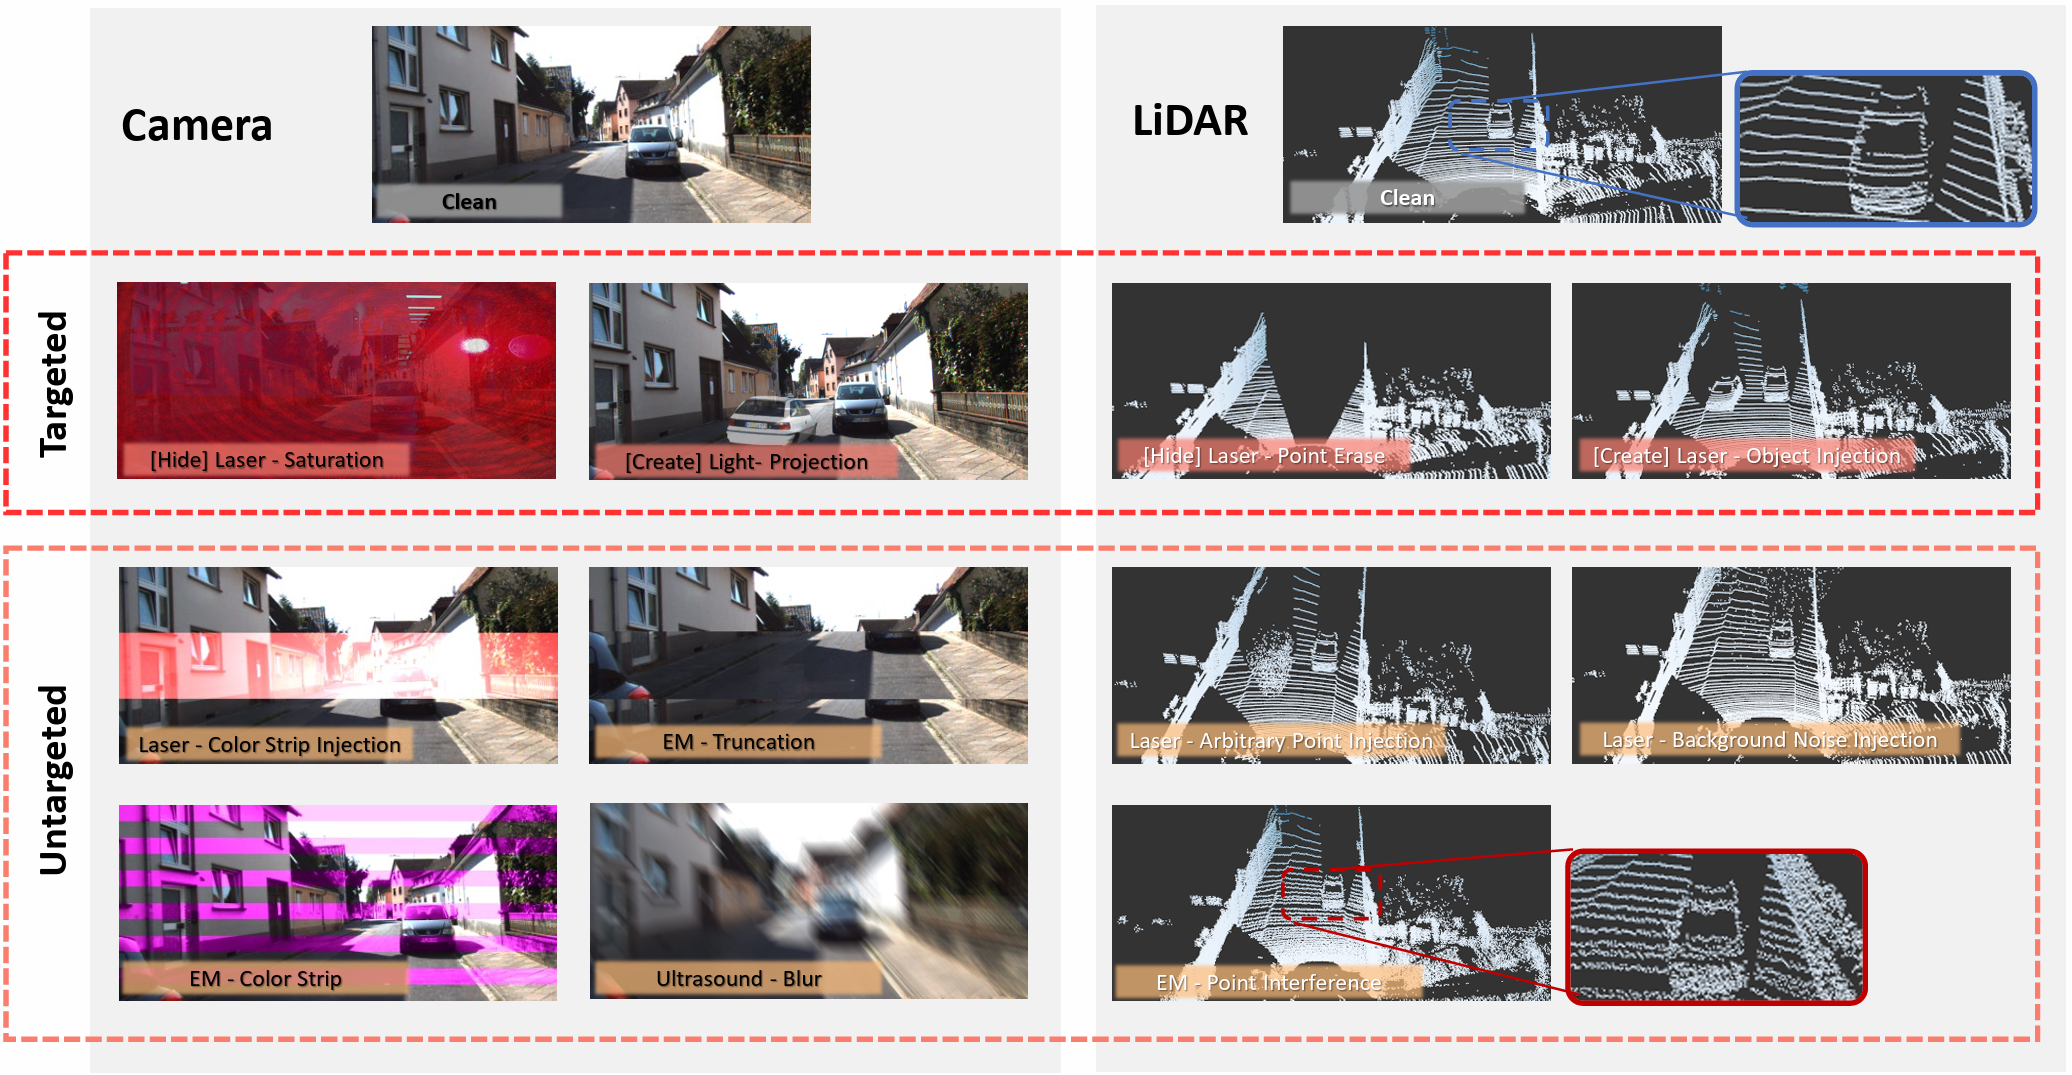 Camera
Clean
LiDAR
Clean
Targeted
[Hide] Laser - Saturation
[Create] Light- Projection
[Hide] Laser - Point Erase
[Create] Laser - Object Injection
Untargeted
Laser - Color Strip Injection
EM - Truncation
Laser - Arbitrary Point Injection
Laser - Background Noise Injection
EM - Color Strip
Ultrasound - Blur
EM - Point Interference